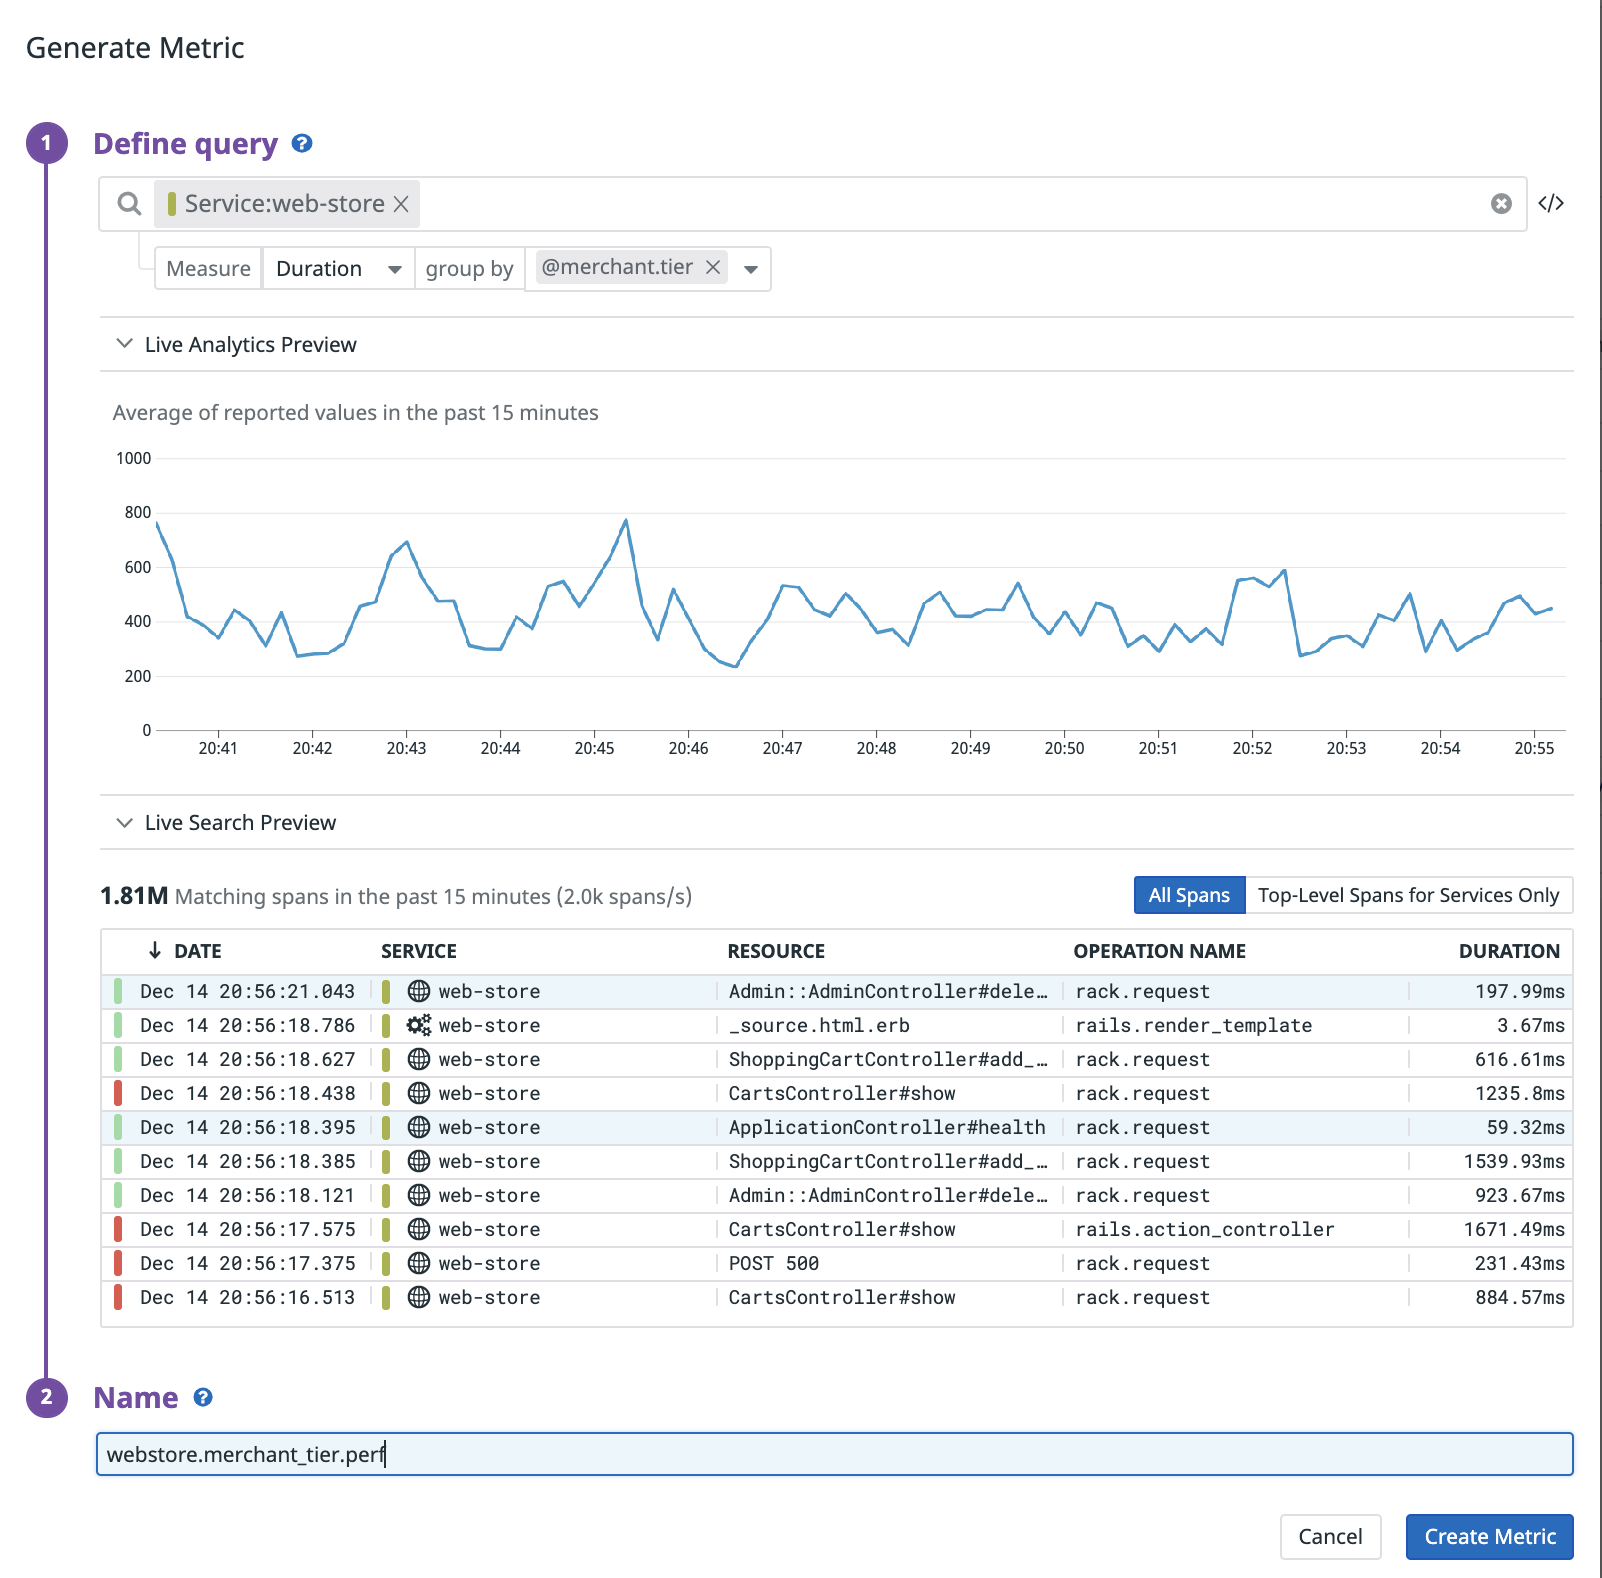 Generate Metric
1 Define query ?
Service:web-store </>
Measure Duration group by @merchant.tier
Live Analytics Preview
Average of reported values in the past 15 minutes
1000
800
600
400
200
0
20:41 20:42 20:43 20:44 20:45 20:46 20:47 20:48 20:49 20:50 20:51 20:52 20:53 20:54 20:55
Live Search Preview
1.81M Matching spans in the past 15 minutes (2.0k spans/s) All Spans Top-Level Spans for Services Only
DATE SERVICE RESOURCE OPERATION NAME DURATION
Dec 14 20:56:21.043 web-store Admin::AdminController#dele… rack.request 197.99ms
Dec 14 20:56:18.786 web-store _source.html.erb rails.render_template 3.67ms
Dec 14 20:56:18.627 web-store ShoppingCartController#add_… rack.request 616.61ms
Dec 14 20:56:18.438 web-store CartsController#show rack.request 1235.8ms
Dec 14 20:56:18.395 web-store ApplicationController#health rack.request 59.32ms
Dec 14 20:56:18.385 web-store ShoppingCartController#add_… rack.request 1539.93ms
Dec 14 20:56:18.121 web-store Admin::AdminController#dele… rack.request 923.67ms
Dec 14 20:56:17.575 web-store CartsController#show rails.action_controller 1671.49ms
Dec 14 20:56:17.375 web-store POST 500 rack.request 231.43ms
Dec 14 20:56:16.513 web-store CartsController#show rack.request 884.57ms
2 Name ?
webstore.merchant_tier.perf
Cancel Create Metric